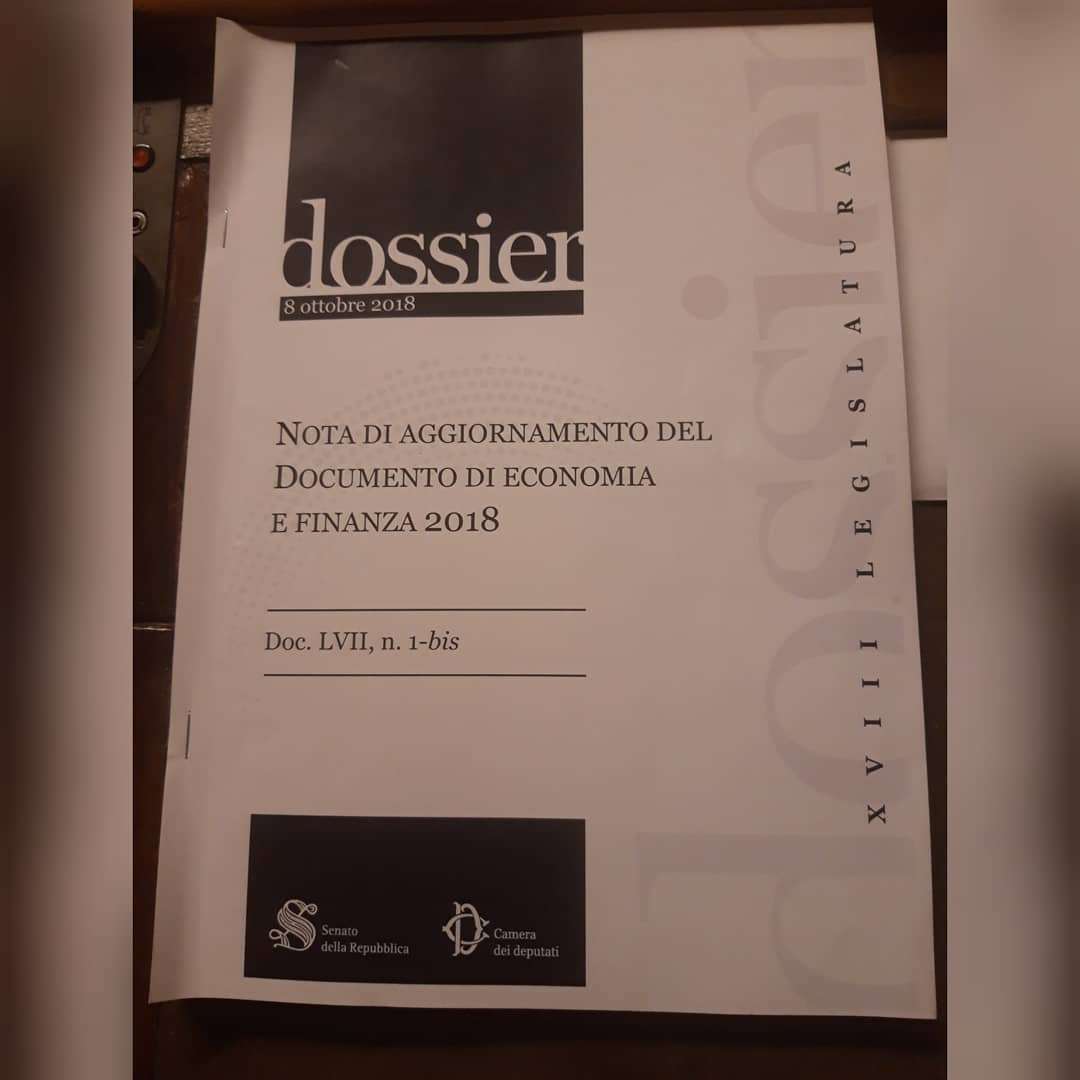 dossier
8 ottobre 2018
NOTA DI AGGIORNAMENTO DEL
DOCUMENTO DI ECONOMIA
E FINANZA 2018
Doc. LVII, n. 1-bis
Senato
della Repubblica
Camera
dei deputati
XVIII LEGISLATURA
dossier